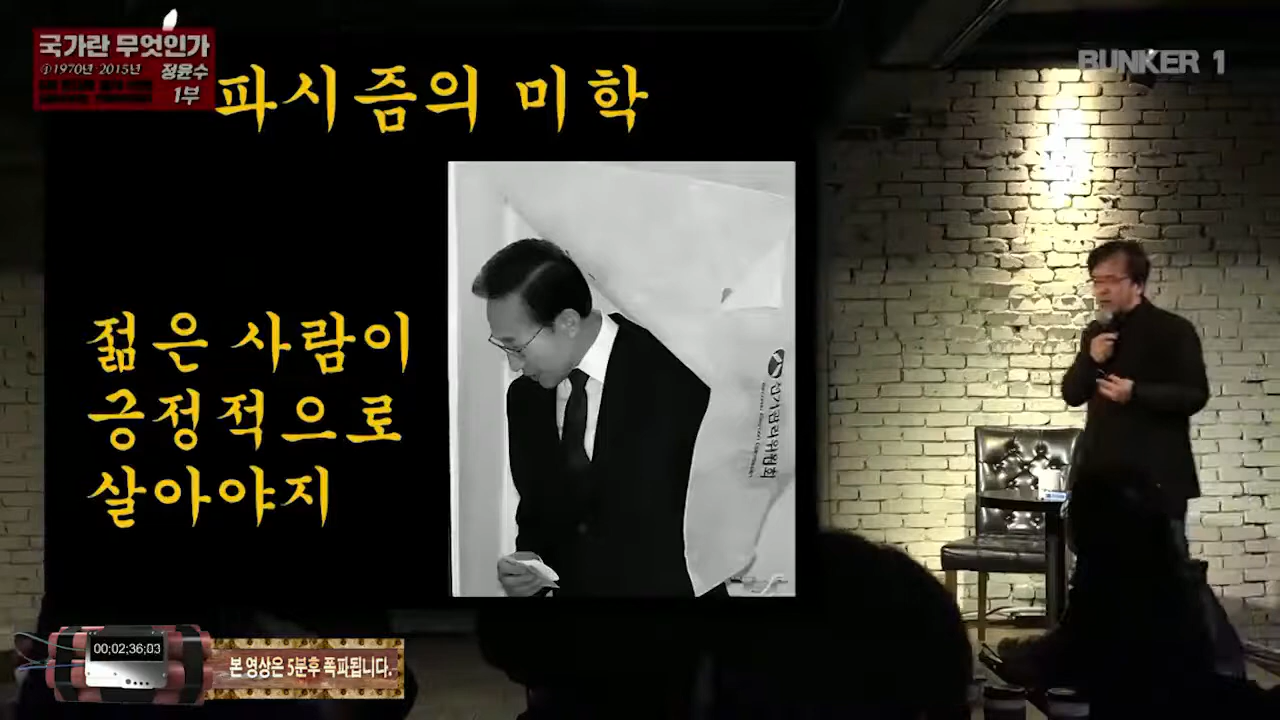 국가란 무엇인가
1970년-2015년 정윤수
1부
BUNKER 1
파시즘의 미학
젊은 사람이
긍정적으로
살아야지
선거관리위원회
00;02;36;03
본 영상은 5분후 폭파됩니다.